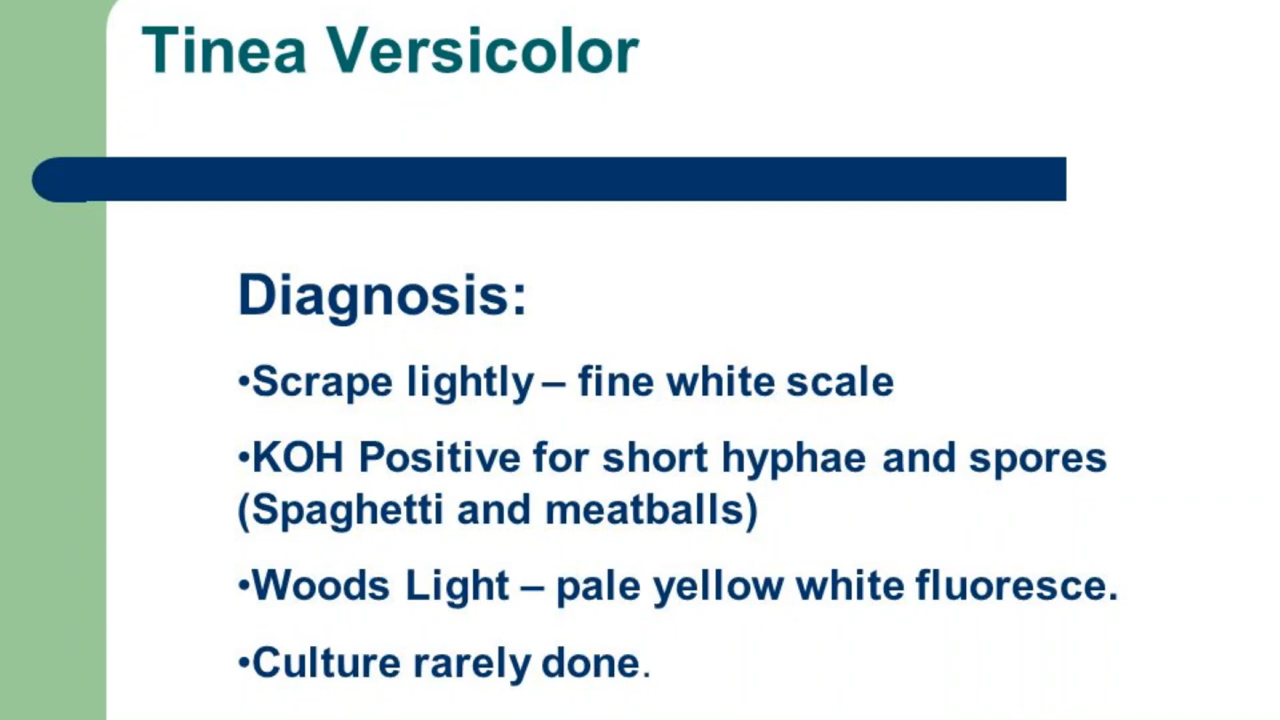 Tinea Versicolor
Diagnosis:
•Scrape lightly – fine white scale
•KOH Positive for short hyphae and spores
(Spaghetti and meatballs)
•Woods Light – pale yellow white fluoresce.
•Culture rarely done.